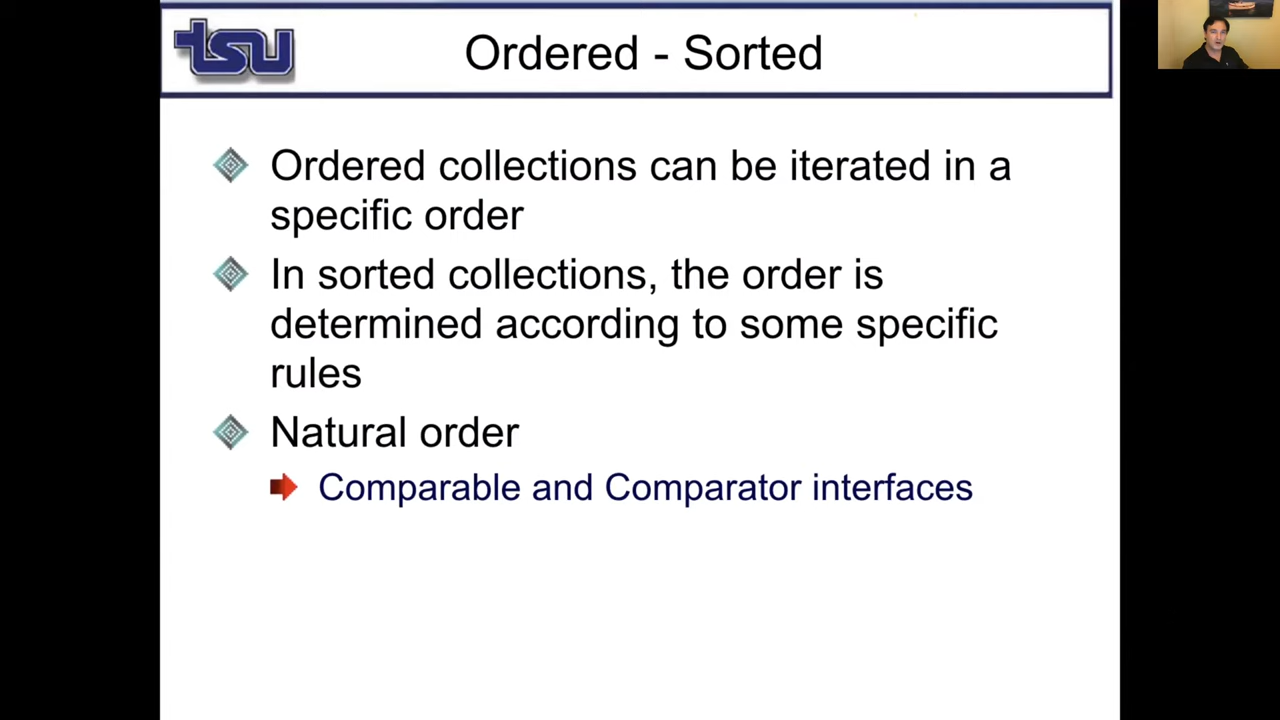 tsu
Ordered - Sorted
Ordered collections can be iterated in a
specific order
In sorted collections, the order is
determined according to some specific
rules
Natural order
Comparable and Comparator interfaces